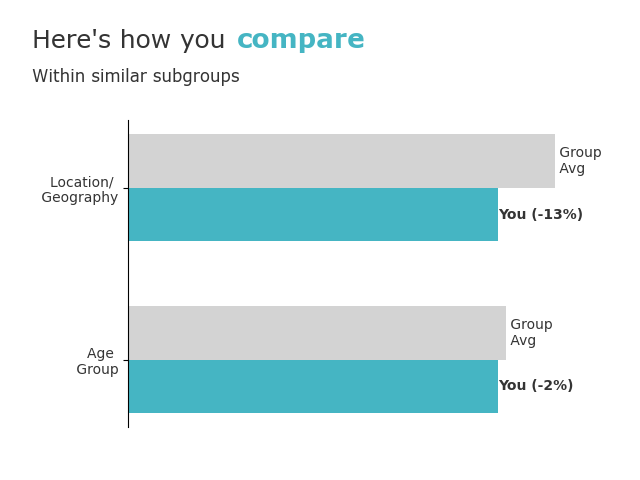 Here's how you compare
Within similar subgroups
Location/
Geography
Group
Avg
You (-13%)
Age
Group
Group
Avg
You (-2%)